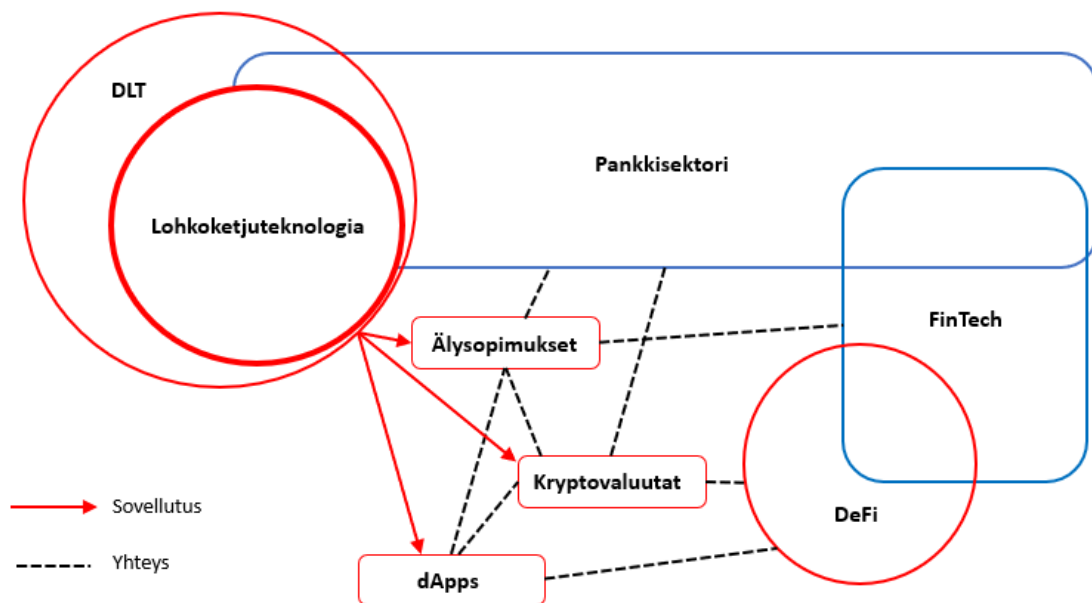 DLT
Pankkisektori
Lohkoketjuteknologia
FinTech
Älysopimukset
Kryptovaluutat
DeFi
dApps
Sovellutus
Yhteys